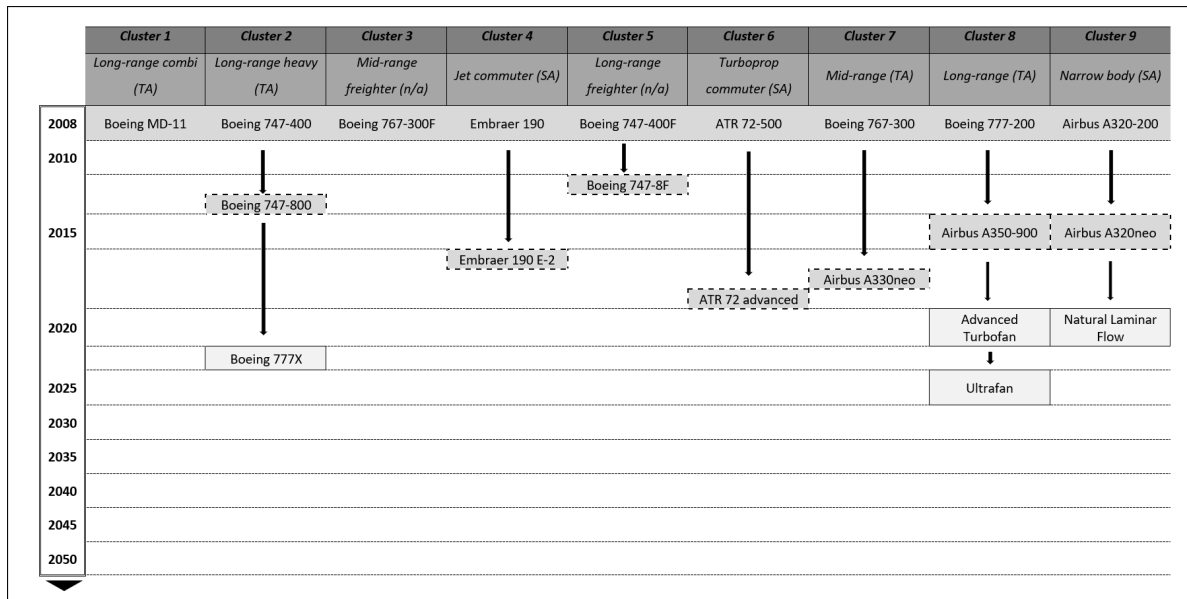 Cluster 1 Cluster 2 Cluster 3 Cluster 4 Cluster 5 Cluster 6 Cluster 7 Cluster 8 Cluster 9
Long-range combi (TA) Long-range heavy (TA) Mid-range freighter (n/a) Jet commuter (SA) Long-range freighter (n/a) Turboprop commuter (SA) Mid-range (TA) Long-range (TA) Narrow body (SA)
2008 Boeing MD-11 Boeing 747-400 Boeing 767-300F Embraer 190 Boeing 747-400F ATR 72-500 Boeing 767-300 Boeing 777-200 Airbus A320-200
2010
Boeing 747-8F
Boeing 747-800
2015 Airbus A350-900 Airbus A320neo
Embraer 190 E-2
Airbus A330neo
ATR 72 advanced
2020 Advanced Turbofan Natural Laminar Flow
Boeing 777X
2025 Ultrafan
2030
2035
2040
2045
2050